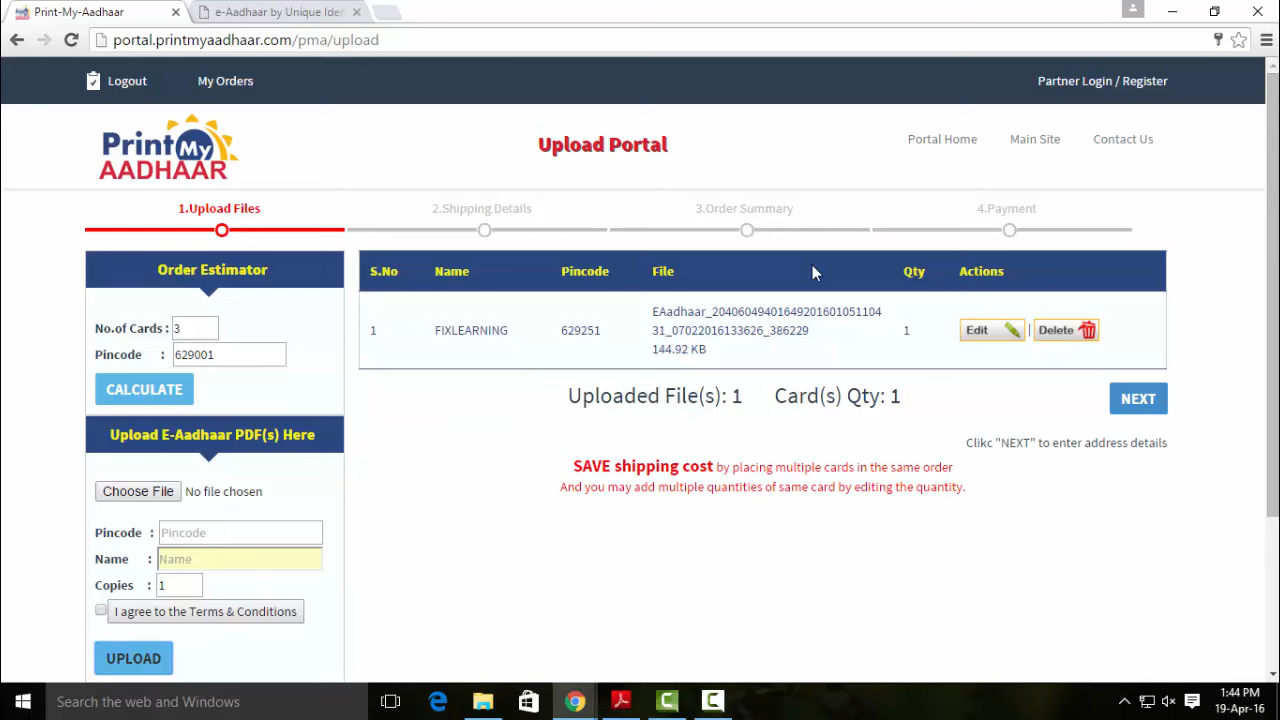 Print-My-Aadhaar
e-Aadhaar by Unique Iden
portal.printmyaadhaar.com/pma/upload
Logout
My Orders
Partner Login / Register
Print My
AADHAAR
Upload Portal
Portal Home
Main Site
Contact Us
1.Upload Files
2.Shipping Details
3.Order Summary
4.Payment
Order Estimator
No.of Cards : 3
Pincode : 629001
CALCULATE
Upload E-Aadhaar PDF(s) Here
Choose File No file chosen
Pincode : Pincode
Name : Name
Copies : 1
I agree to the Terms & Conditions
UPLOAD
S.No Name Pincode File Qty Actions
1 FIXLEARNING 629251 EAadhaar_20406049401649201601051104 1 Edit | Delete
31_07022016133626_386229
144.92 KB
Uploaded File(s): 1 Card(s) Qty: 1
NEXT
Clikc "NEXT" to enter address details
SAVE shipping cost by placing multiple cards in the same order
And you may add multiple quantities of same card by editing the quantity.
Search the web and Windows
1:44 PM
19-Apr-16